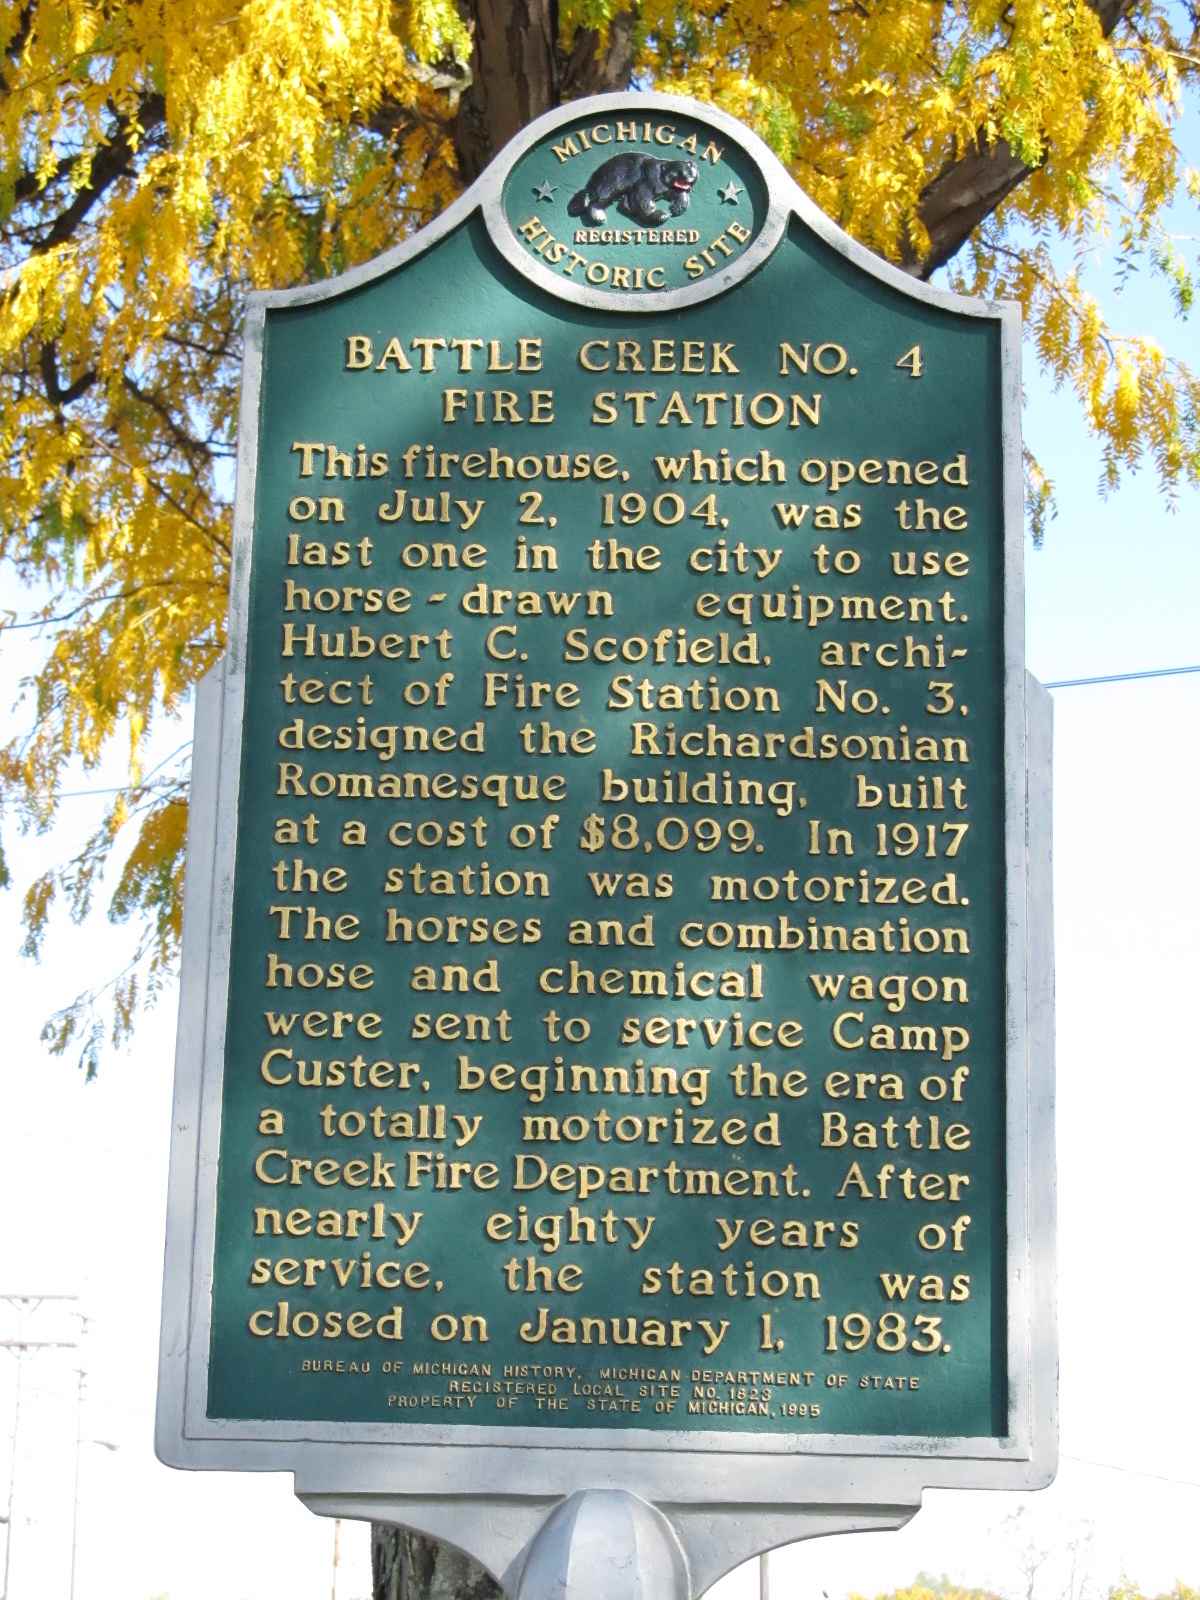 MICHIGAN
REGISTERED
HISTORIC SITE
BATTLE CREEK NO. 4
FIRE STATION
This firehouse, which opened
on July 2, 1904, was the
last one in the city to use
horse-drawn equipment.
Hubert C. Scofield, archi-
tect of Fire Station No. 3,
designed the Richardsonian
Romanesque building, built
at a cost of $8,099. In 1917
the station was motorized.
The horses and combination
hose and chemical wagon
were sent to service Camp
Custer, beginning the era of
a totally motorized Battle
Creek Fire Department. After
nearly eighty years of
service, the station was
closed on January 1, 1983.
BUREAU OF MICHIGAN HISTORY, MICHIGAN DEPARTMENT OF STATE
REGISTERED LOCAL SITE NO. 1823
PROPERTY OF THE STATE OF MICHIGAN, 1995